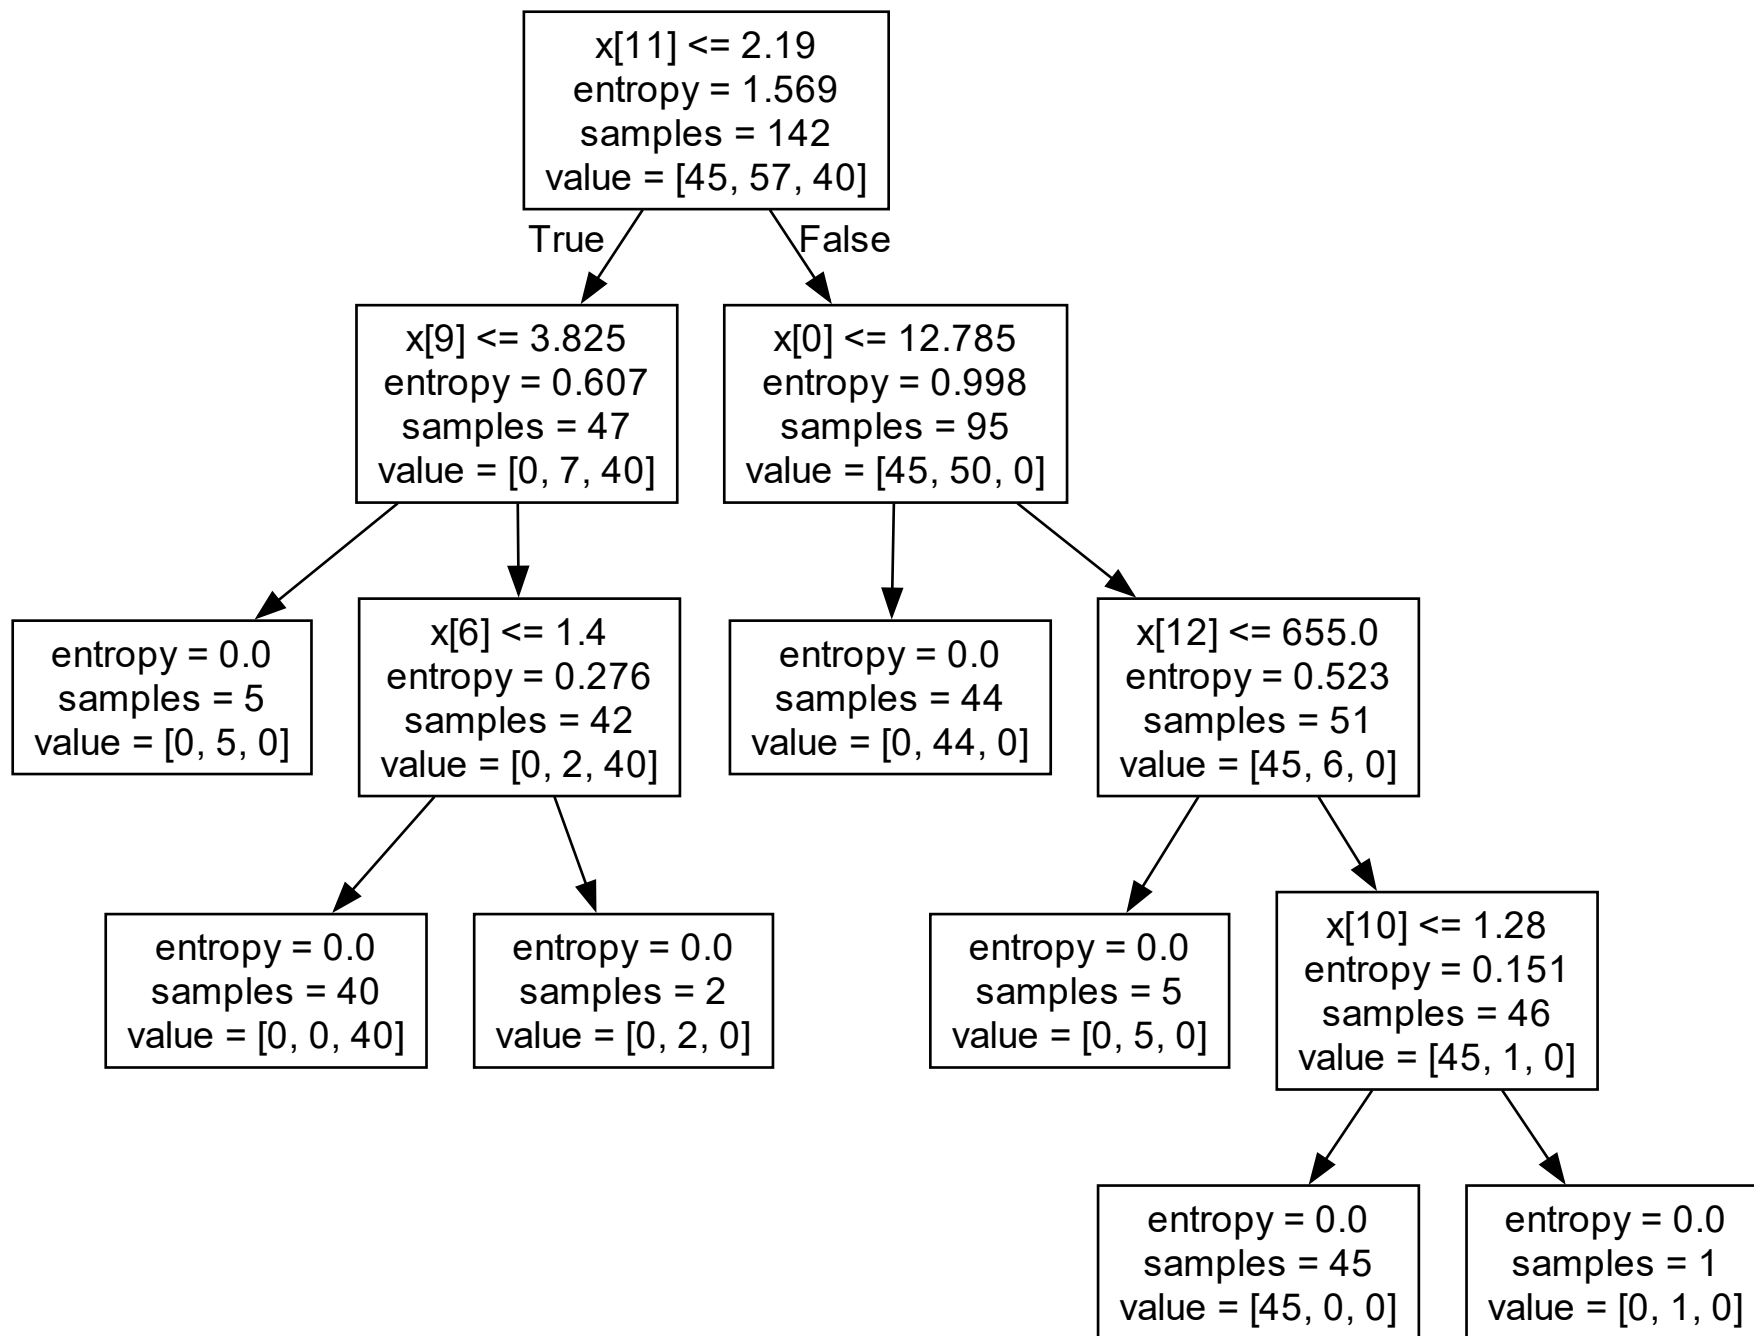 x[11] <= 2.19
entropy = 1.569
samples = 142
value = [45, 57, 40]
True
False
x[9] <= 3.825
entropy = 0.607
samples = 47
value = [0, 7, 40]
x[0] <= 12.785
entropy = 0.998
samples = 95
value = [45, 50, 0]
entropy = 0.0
samples = 5
value = [0, 5, 0]
x[6] <= 1.4
entropy = 0.276
samples = 42
value = [0, 2, 40]
entropy = 0.0
samples = 44
value = [0, 44, 0]
x[12] <= 655.0
entropy = 0.523
samples = 51
value = [45, 6, 0]
entropy = 0.0
samples = 40
value = [0, 0, 40]
entropy = 0.0
samples = 2
value = [0, 2, 0]
entropy = 0.0
samples = 5
value = [0, 5, 0]
x[10] <= 1.28
entropy = 0.151
samples = 46
value = [45, 1, 0]
entropy = 0.0
samples = 45
value = [45, 0, 0]
entropy = 0.0
samples = 1
value = [0, 1, 0]